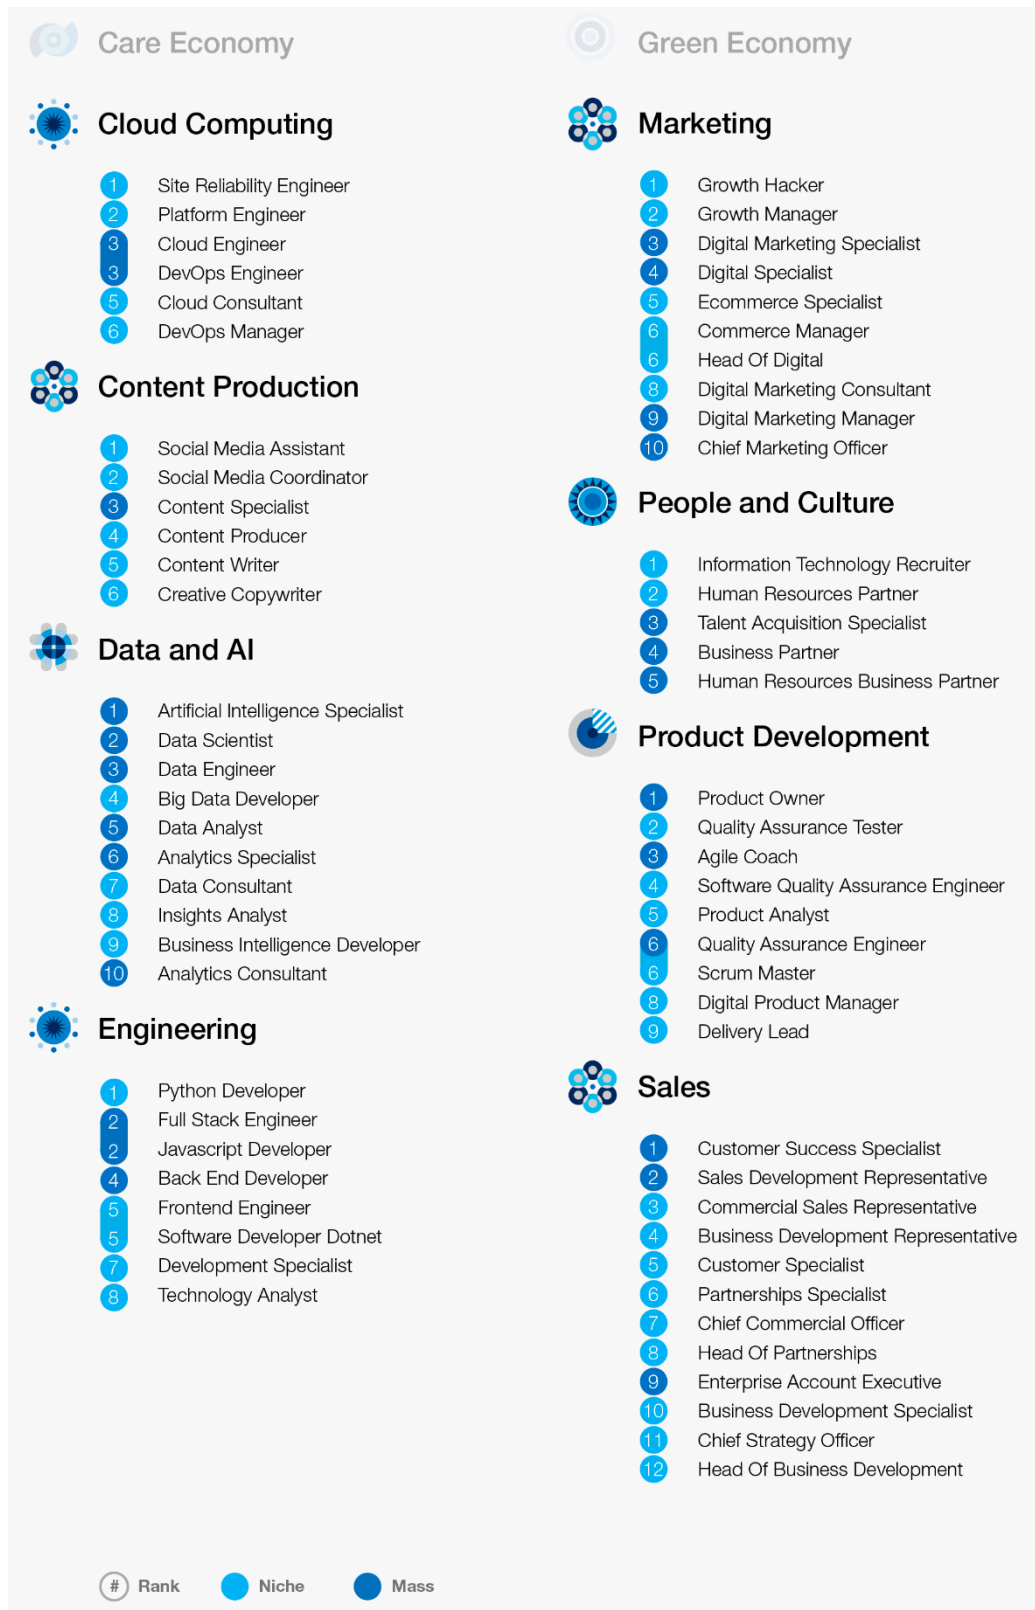 Care Economy
Cloud Computing
1 Site Reliability Engineer
2 Platform Engineer
3 Cloud Engineer
3 DevOps Engineer
5 Cloud Consultant
6 DevOps Manager
Content Production
1 Social Media Assistant
2 Social Media Coordinator
3 Content Specialist
4 Content Producer
5 Content Writer
6 Creative Copywriter
Data and AI
1 Artificial Intelligence Specialist
2 Data Scientist
3 Data Engineer
4 Big Data Developer
5 Data Analyst
6 Analytics Specialist
7 Data Consultant
8 Insights Analyst
9 Business Intelligence Developer
10 Analytics Consultant
Engineering
1 Python Developer
2 Full Stack Engineer
2 Javascript Developer
4 Back End Developer
5 Frontend Engineer
5 Software Developer Dotnet
7 Development Specialist
8 Technology Analyst
Green Economy
Marketing
1 Growth Hacker
2 Growth Manager
3 Digital Marketing Specialist
4 Digital Specialist
5 Ecommerce Specialist
6 Commerce Manager
6 Head Of Digital
8 Digital Marketing Consultant
9 Digital Marketing Manager
10 Chief Marketing Officer
People and Culture
1 Information Technology Recruiter
2 Human Resources Partner
3 Talent Acquisition Specialist
4 Business Partner
5 Human Resources Business Partner
Product Development
1 Product Owner
2 Quality Assurance Tester
3 Agile Coach
4 Software Quality Assurance Engineer
5 Product Analyst
6 Quality Assurance Engineer
6 Scrum Master
8 Digital Product Manager
9 Delivery Lead
Sales
1 Customer Success Specialist
2 Sales Development Representative
3 Commercial Sales Representative
4 Business Development Representative
5 Customer Specialist
6 Partnerships Specialist
7 Chief Commercial Officer
8 Head Of Partnerships
9 Enterprise Account Executive
10 Business Development Specialist
11 Chief Strategy Officer
12 Head Of Business Development
# Rank Niche Mass